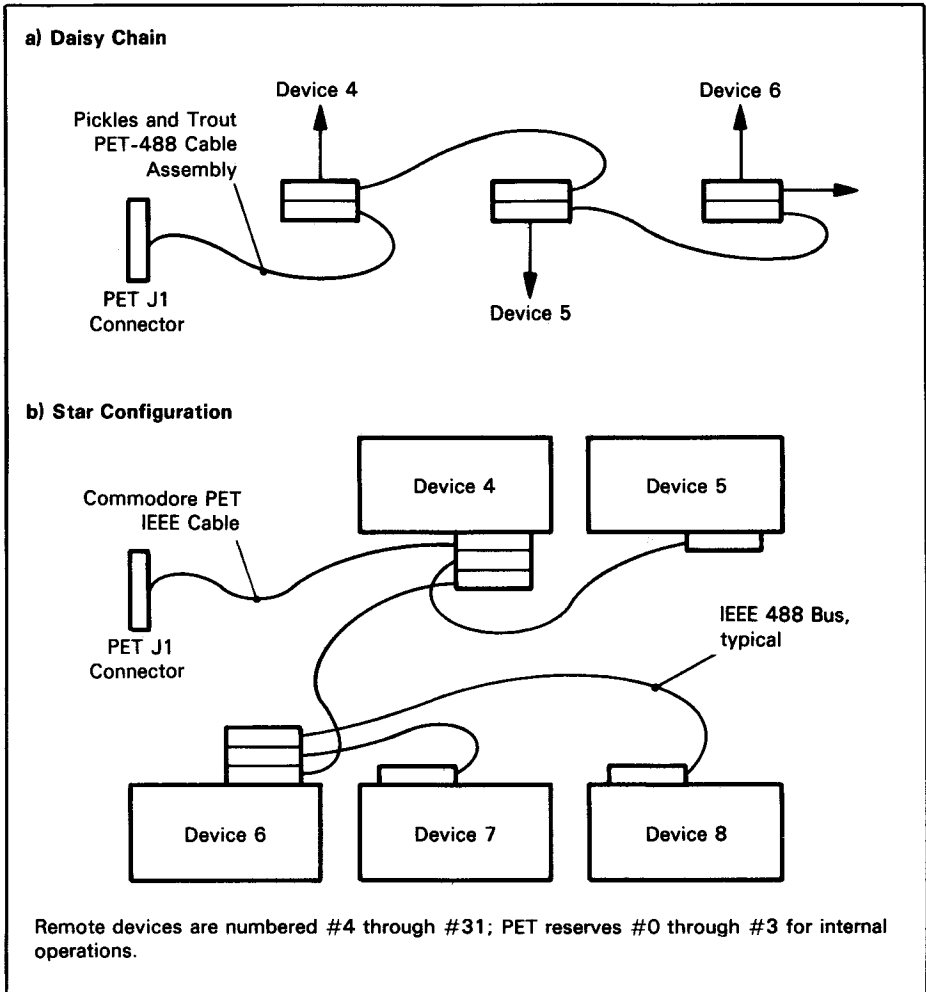 a) Daisy Chain
Device 4
Device 6
Pickles and Trout
PET-488 Cable
Assembly
PET J1
Connector
Device 5
b) Star Configuration
Device 4
Device 5
Commodore PET
IEEE Cable
IEEE 488 Bus,
typical
PET J1
Connector
Device 6
Device 7
Device 8
Remote devices are numbered #4 through #31; PET reserves #0 through #3 for internal
operations.